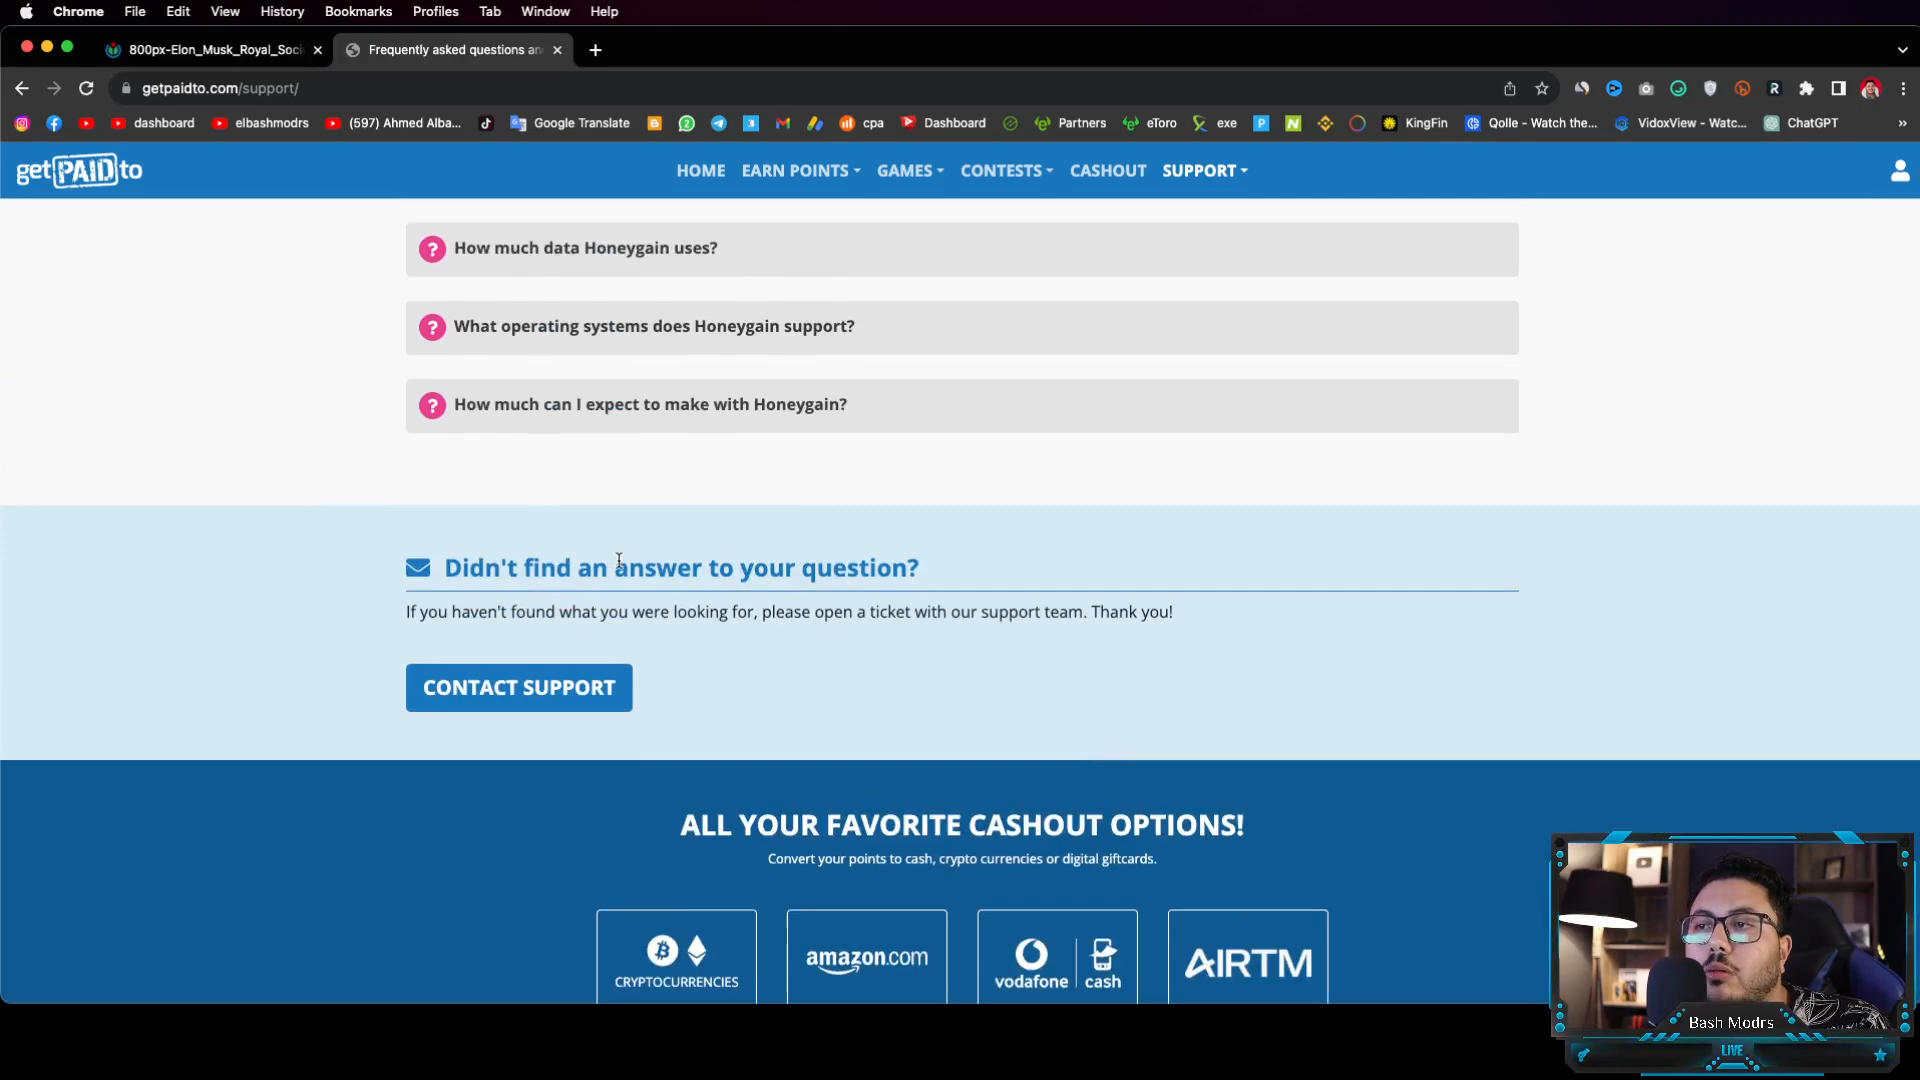 Chrome File Edit View History Bookmarks Profiles Tab Window Help
800px-Elon_Musk_Royal_Soci
Frequently asked questions an
getpaidto.com/support/
dashboard elbashmodrs (597) Ahmed Alba... Google Translate cpa Dashboard Partners eToro exe KingFin Qolle - Watch the... VidoxView - Watc... ChatGPT
getPAIDto HOME EARN POINTS GAMES CONTESTS CASHOUT SUPPORT
? How much data Honeygain uses?
? What operating systems does Honeygain support?
? How much can I expect to make with Honeygain?
Didn't find an answer to your question?
If you haven't found what you were looking for, please open a ticket with our support team. Thank you!
CONTACT SUPPORT
ALL YOUR FAVORITE CASHOUT OPTIONS!
Convert your points to cash, crypto currencies or digital giftcards.
CRYPTOCURRENCIES
amazon.com
vodafone cash
AIRTM
Bash Modrs
LIVE